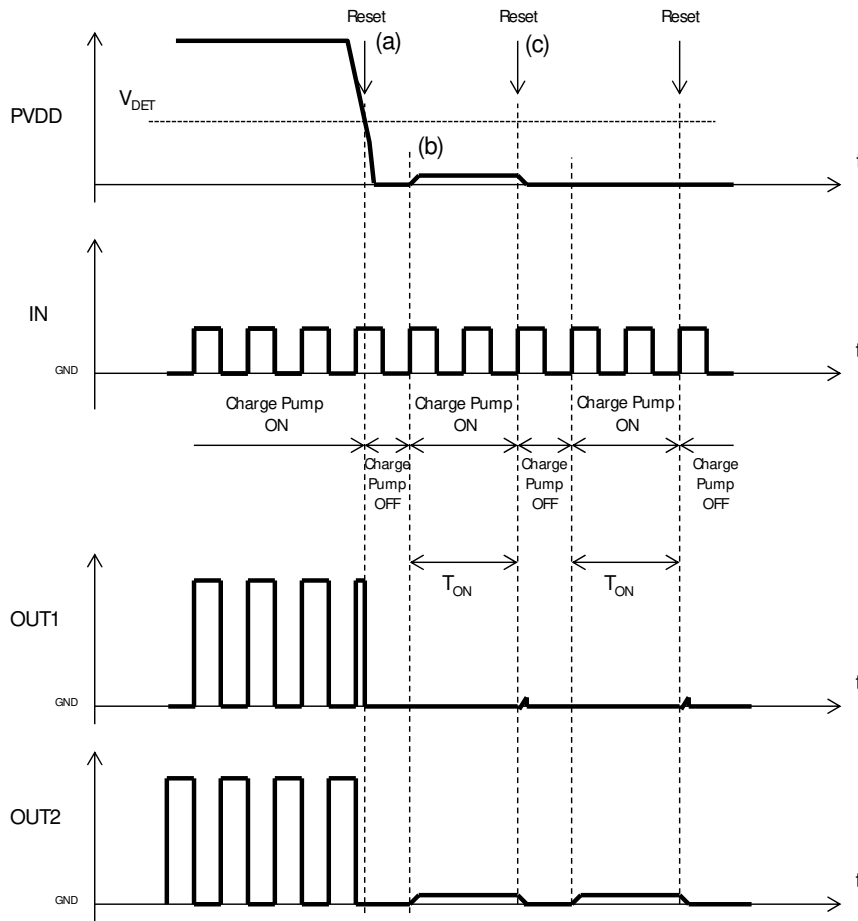 Reset
Reset
Reset
(a)
(c)
V_DET
PVDD
(b)
t
IN
GND
t
Charge Pump
ON
Charge Pump
ON
Charge Pump
ON
Charge
Pump
OFF
Charge
Pump
OFF
Charge
Pump
OFF
T_ON
T_ON
OUT1
GND
t
OUT2
GND
t